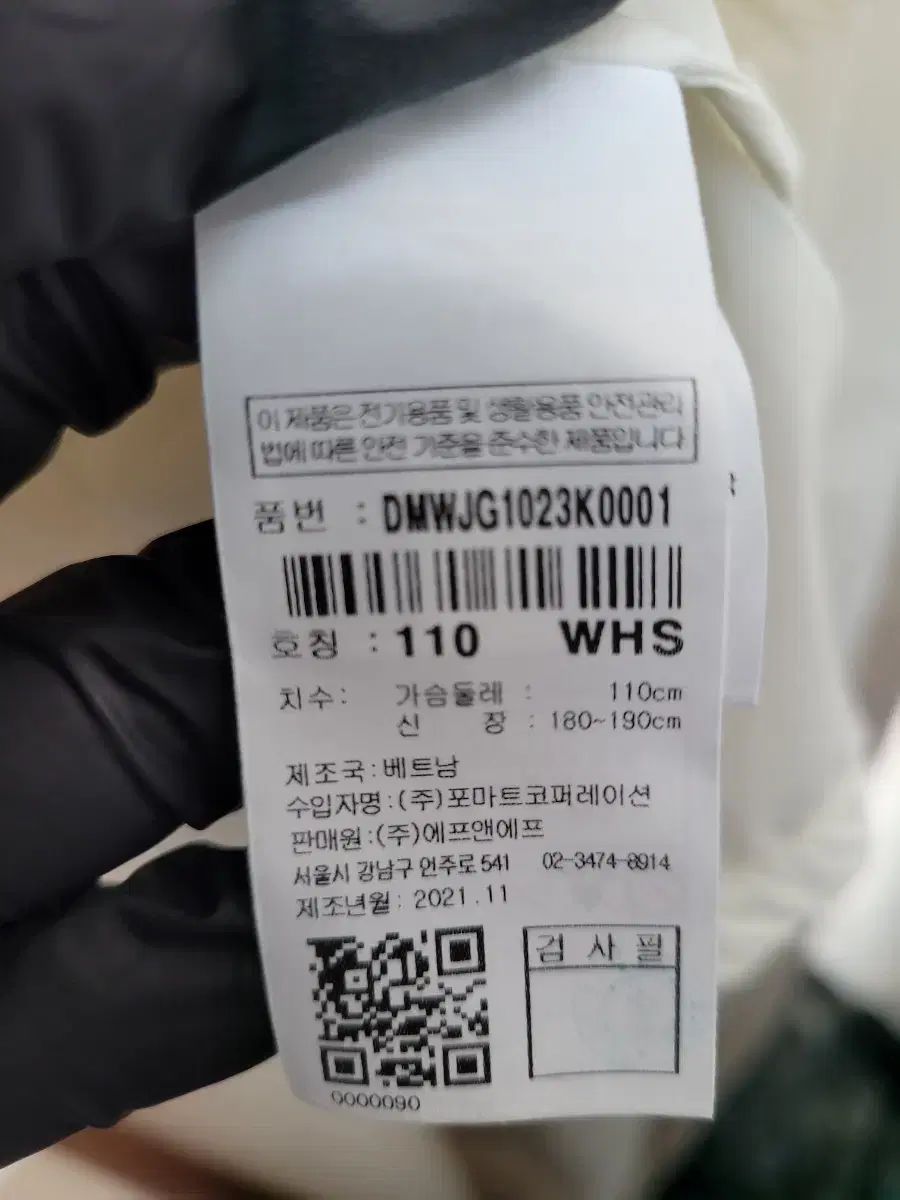 이 제품은 전기용품 및 생활용품 안전관리
법에 따른 안전 기준을 준수한 제품입니다
품번 : DMWJG1023K0001
호칭 : 110 WHS
치수: 가슴둘레 : 110cm
신 장 : 180~190cm
제조국:베트남
수입자명:(주)포마트코퍼레이션
판매원:(주)에프앤에프
서울시 강남구 언주로 541 02-3474-8914
제조년월: 2021.11
검 사 필
0000090